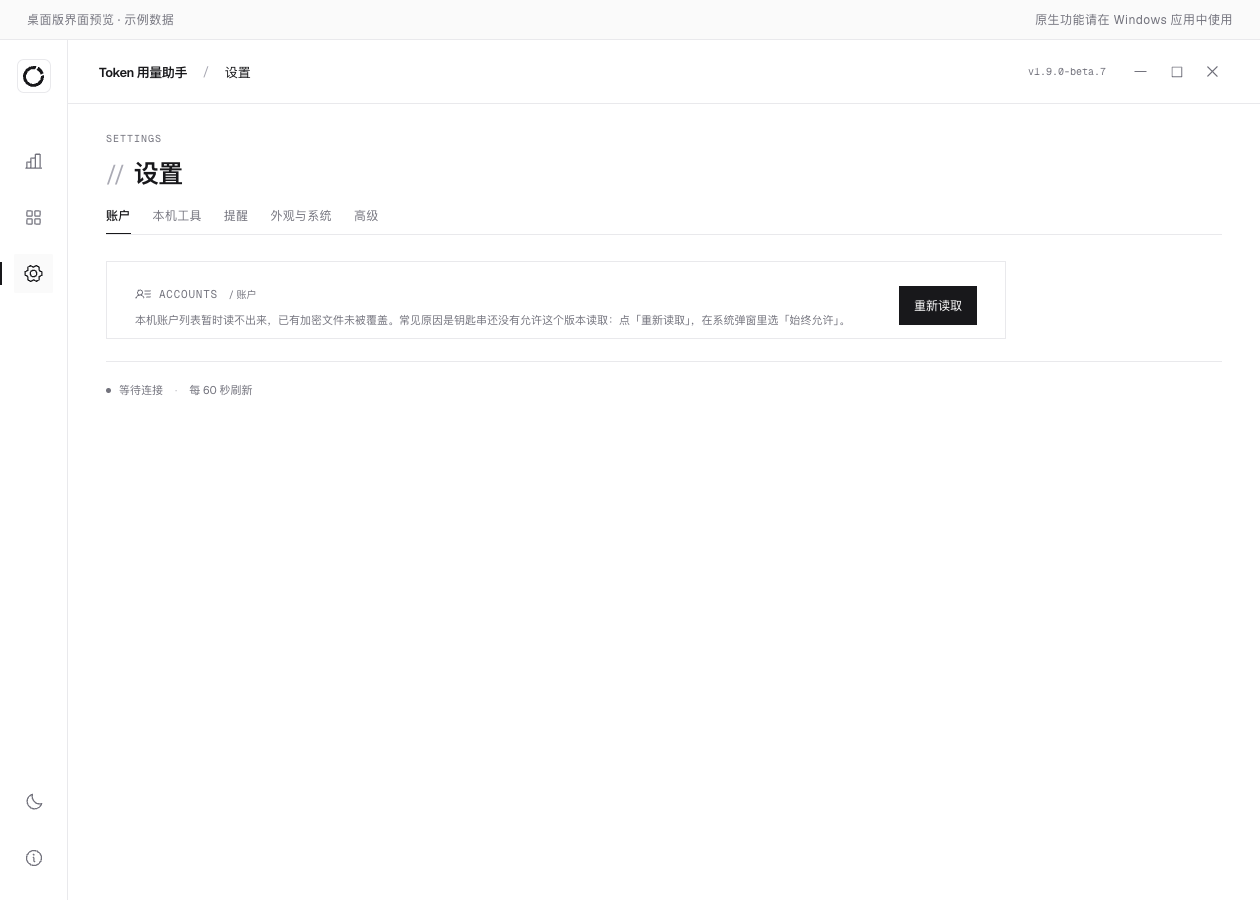 桌面版界面预览 · 示例数据
原生功能请在 Windows 应用中使用
Token 用量助手 / 设置
v1.9.0-beta.7
SETTINGS
// 设置
账户 本机工具 提醒 外观与系统 高级
ACCOUNTS / 账户
本机账户列表暂时读不出来，已有加密文件未被覆盖。常见原因是钥匙串还没有允许这个版本读取：点「重新读取」，在系统弹窗里选「始终允许」。
重新读取
等待连接 · 每 60 秒刷新